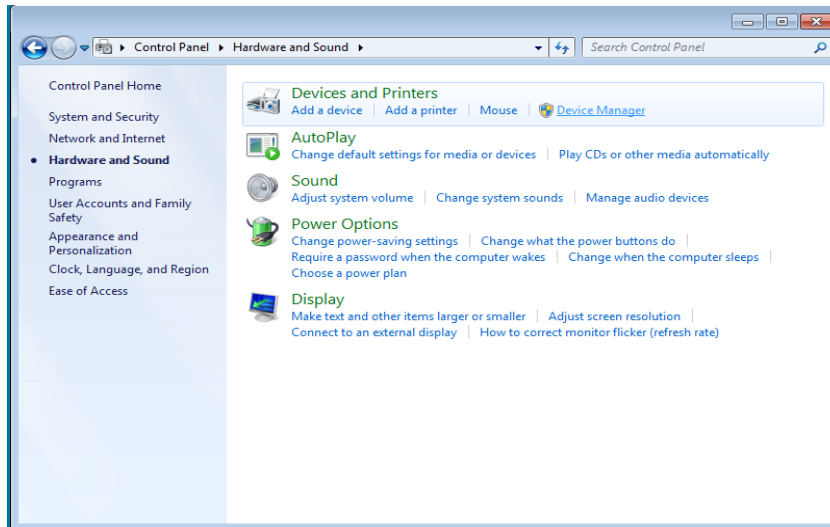 Control Panel Hardware and Sound Search Control Panel
Control Panel Home
System and Security
Network and Internet
Hardware and Sound
Programs
User Accounts and Family
Safety
Appearance and
Personalization
Clock, Language, and Region
Ease of Access
Devices and Printers
Add a device Add a printer Mouse Device Manager
AutoPlay
Change default settings for media or devices Play CDs or other media automatically
Sound
Adjust system volume Change system sounds Manage audio devices
Power Options
Change power-saving settings Change what the power buttons do
Require a password when the computer wakes Change when the computer sleeps
Choose a power plan
Display
Make text and other items larger or smaller Adjust screen resolution
Connect to an external display How to correct monitor flicker (refresh rate)